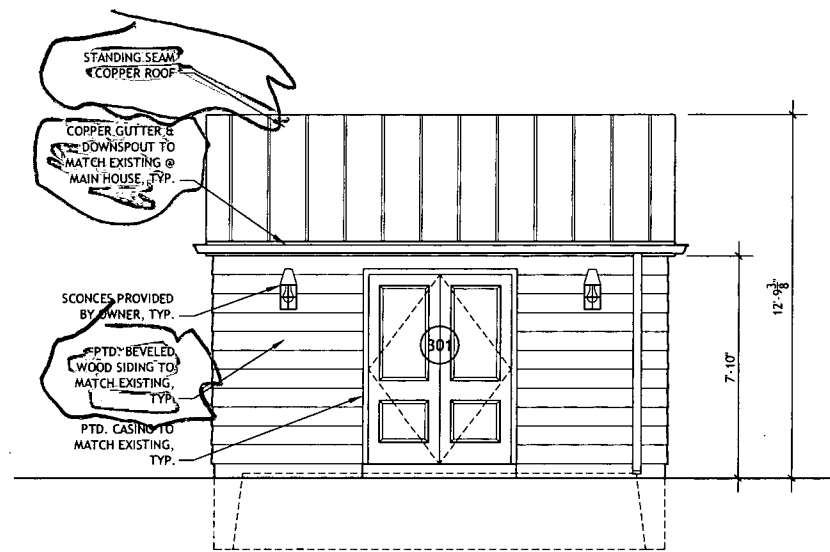 STANDING SEAM
COPPER ROOF
COPPER GUTTER &
DOWNSPOUT TO
MATCH EXISTING @
MAIN HOUSE, TYP.
SCONCES PROVIDED
BY OWNER, TYP.
PTD. BEVELED
WOOD SIDING TO
MATCH EXISTING,
TYP.
PTD. CASING TO
MATCH EXISTING,
TYP.
301
7'-10"
12'-9 3/8"